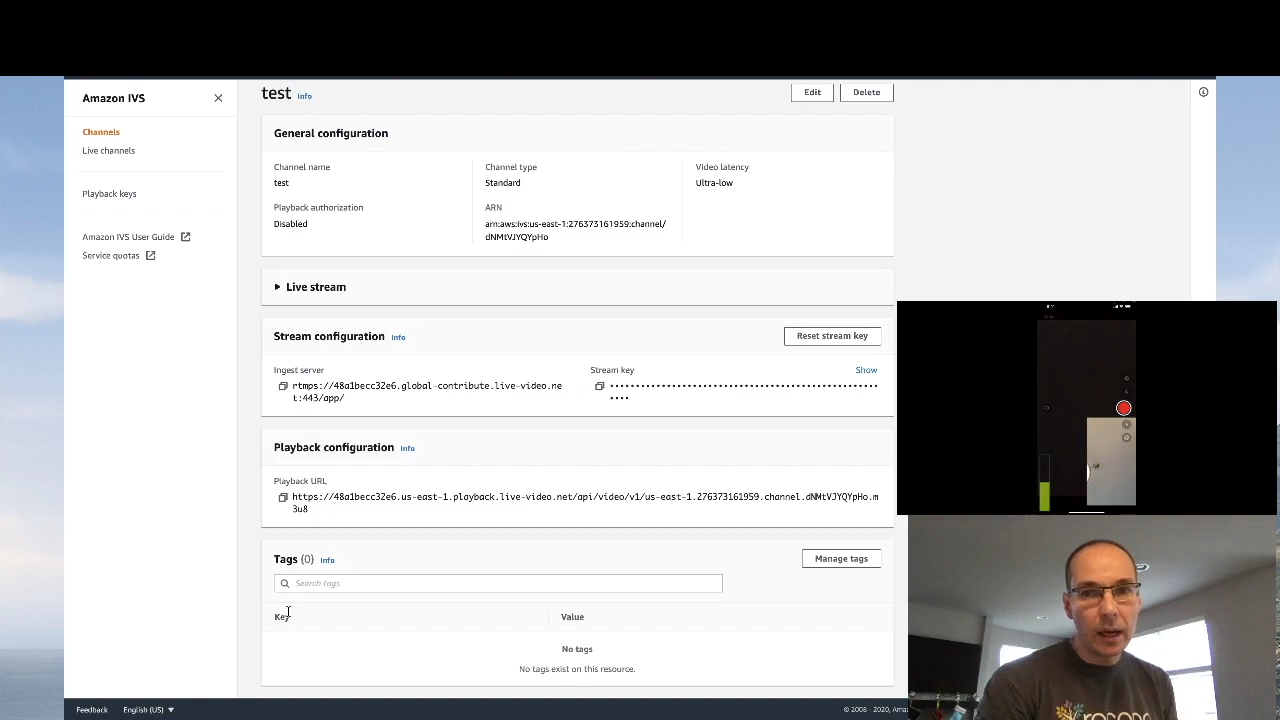 Amazon IVS
Channels
Live channels
Playback keys
Amazon IVS User Guide
Service quotas
test Info
Edit Delete
General configuration
Channel name
test
Channel type
Standard
Video latency
Ultra-low
Playback authorization
Disabled
ARN
arn:aws:ivs:us-east-1:276373161959:channel/
dNMtVJYQYpHo
Live stream
Stream configuration Info
Reset stream key
Ingest server
rtmps://48a1becc32e6.global-contribute.live-video.ne
t:443/app/
Stream key
Show
Playback configuration Info
Playback URL
https://48a1becc32e6.us-east-1.playback.live-video.net/api/video/v1/us-east-1.276373161959.channel.dNMtVJYQYpHo.m
3u8
Tags (0) Info
Manage tags
Search tags
Key Value
No tags
No tags exist on this resource.
Feedback English (US)
© 2008 - 2020, Amaz